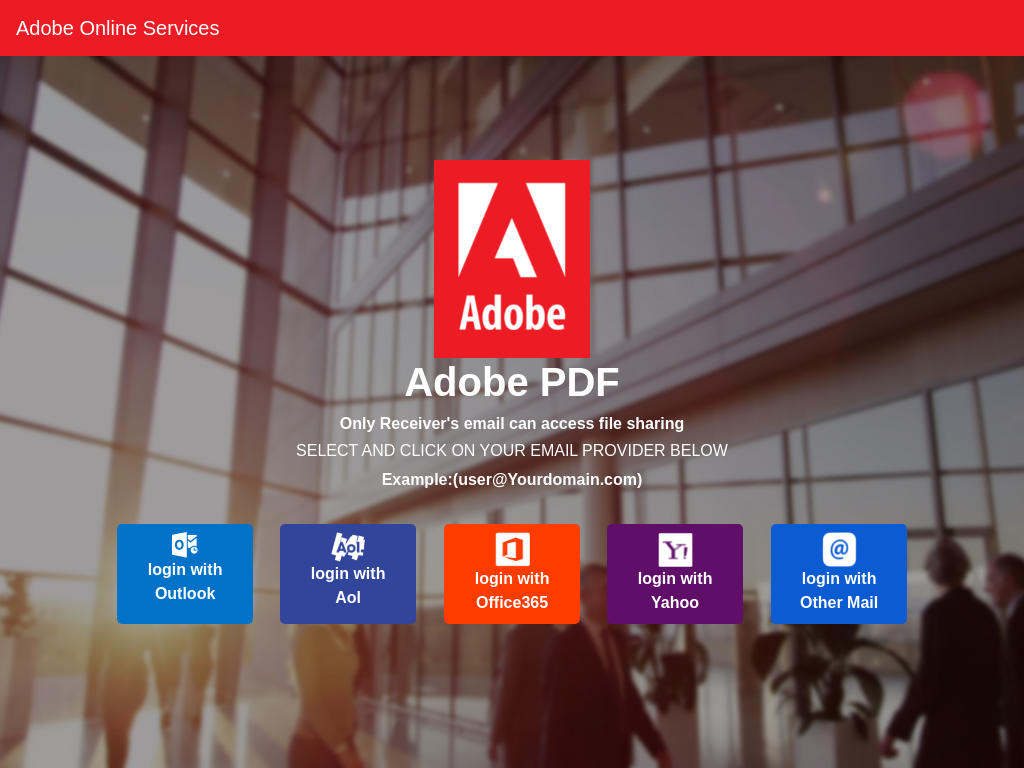 Adobe Online Services
Adobe
Adobe PDF
Only Receiver's email can access file sharing
SELECT AND CLICK ON YOUR EMAIL PROVIDER BELOW
Example:(user@Yourdomain.com)
login with
Outlook
Aol.
login with
Aol
login with
Office365
Y!
login with
Yahoo
@
login with
Other Mail